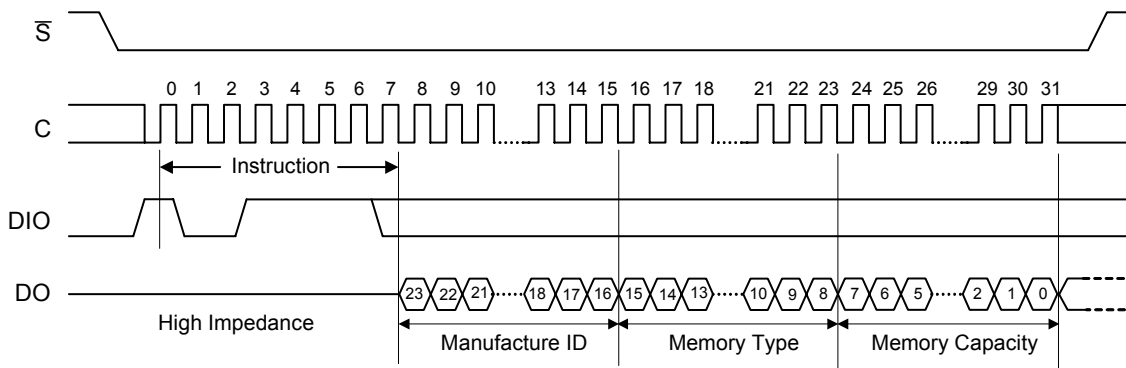 S
0 1 2 3 4 5 6 7 8 9 10 13 14 15 16 17 18 21 22 23 24 25 26 29 30 31
C
Instruction
DIO
DO
23 22 21 18 17 16 15 14 13 10 9 8 7 6 5 2 1 0
High Impedance
Manufacture ID Memory Type Memory Capacity